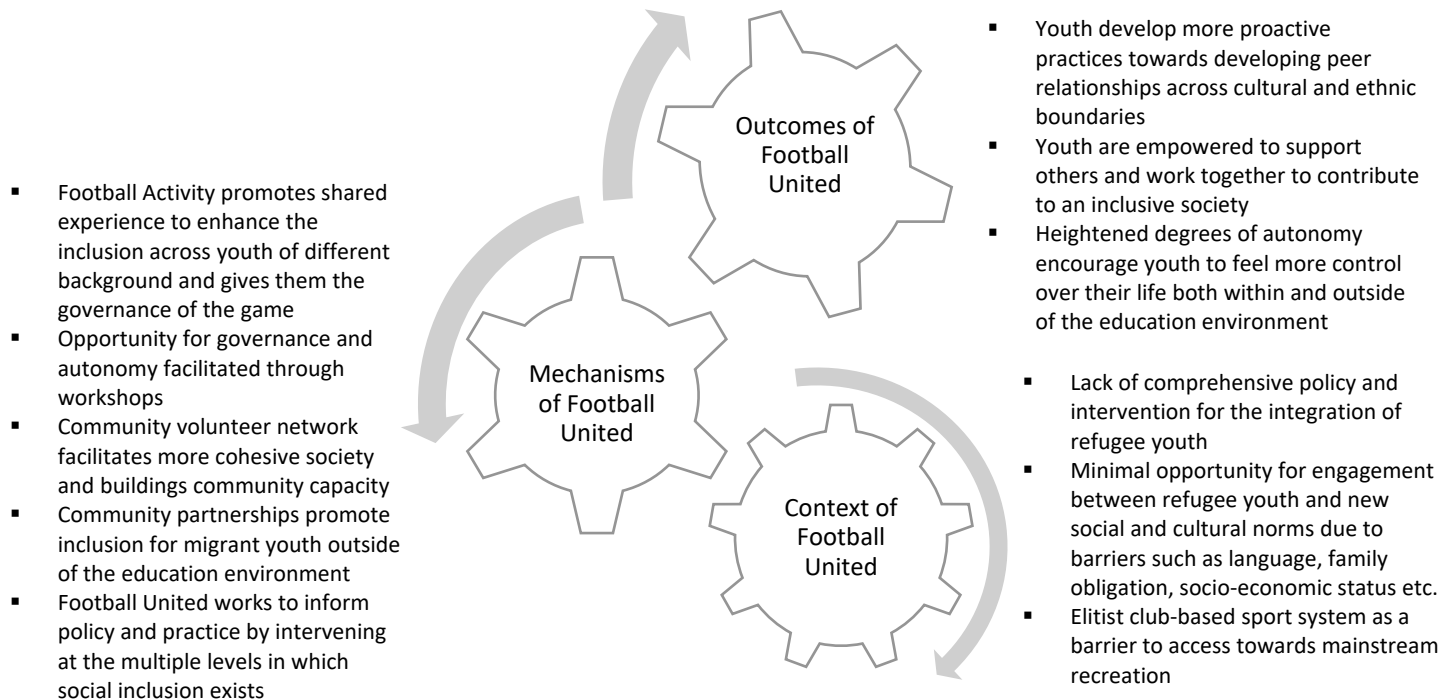 Outcomes of
Football
United
▪ Youth develop more proactive
practices towards developing peer
relationships across cultural and ethnic
boundaries
▪ Youth are empowered to support
others and work together to contribute
to an inclusive society
▪ Heightened degrees of autonomy
encourage youth to feel more control
over their life both within and outside
of the education environment
▪ Football Activity promotes shared
experience to enhance the
inclusion across youth of different
background and gives them the
governance of the game
▪ Opportunity for governance and
autonomy facilitated through
workshops
▪ Community volunteer network
facilitates more cohesive society
and buildings community capacity
▪ Community partnerships promote
inclusion for migrant youth outside
of the education environment
▪ Football United works to inform
policy and practice by intervening
at the multiple levels in which
social inclusion exists
Mechanisms
of Football
United
Context of
Football
United
▪ Lack of comprehensive policy and
intervention for the integration of
refugee youth
▪ Minimal opportunity for engagement
between refugee youth and new
social and cultural norms due to
barriers such as language, family
obligation, socio-economic status etc.
▪ Elitist club-based sport system as a
barrier to access towards mainstream
recreation